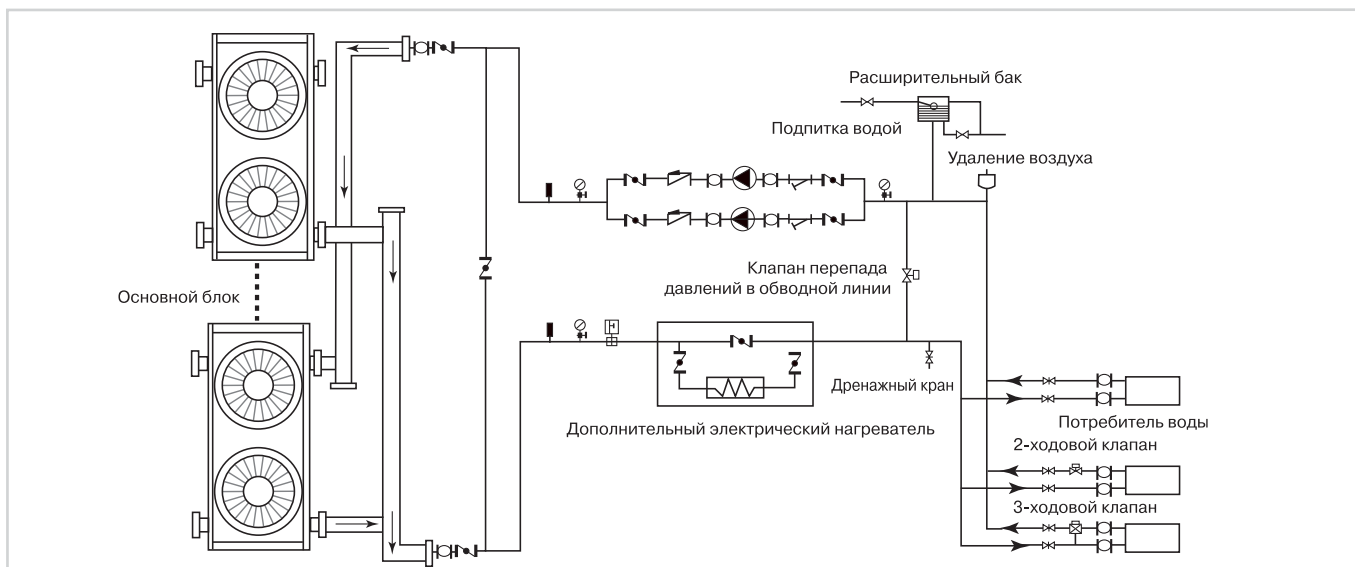 Расширительный бак
Подпитка водой
Удаление воздуха
Клапан перепада
давлений в обводной линии
Основной блок
Дренажный кран
Дополнительный электрический нагреватель
Потребитель воды
2-ходовой клапан
3-ходовой клапан